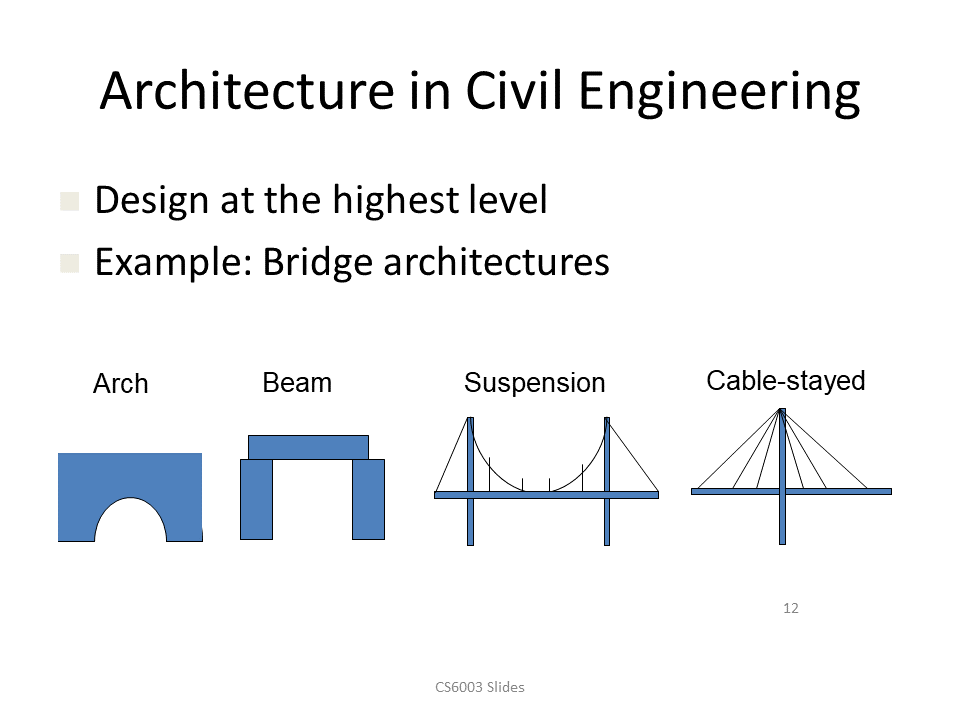 Architecture in Civil Engineering
Design at the highest level
Example: Bridge architectures
Arch
Beam
Suspension
Cable-stayed
12
CS6003 Slides